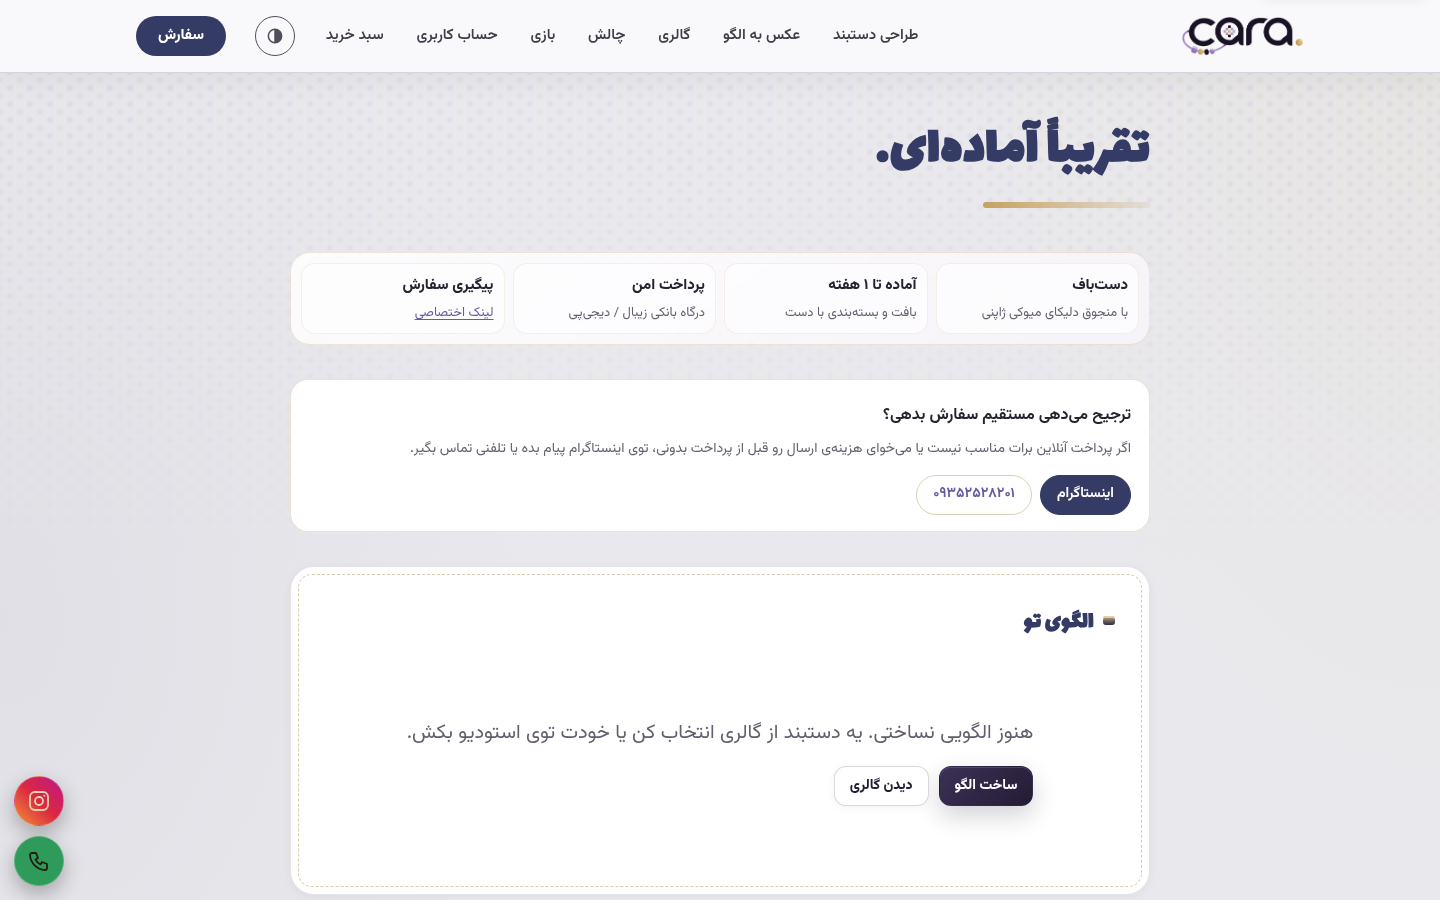 cara.
طراحی دستبند
عکس به الگو
گالری
چالش
بازی
حساب کاربری
سبد خرید
سفارش
تقریباً آماده‌ای.
دست‌باف
با منجوق دلیکای میوکی ژاپنی
آماده تا ۱ هفته
بافت و بسته‌بندی با دست
پرداخت امن
درگاه بانکی زیبال / دیجی‌پی
پیگیری سفارش
لینک اختصاصی
ترجیح می‌دهی مستقیم سفارش بدهی؟
اگر پرداخت آنلاین برات مناسب نیست یا می‌خوای هزینه‌ی ارسال رو قبل از پرداخت بدونی، توی اینستاگرام پیام بده یا تلفنی تماس بگیر.
اینستاگرام
۰۹۳۵۲۵۲۸۲۰۱
الگوی تو
هنوز الگویی نساختی. یه دستبند از گالری انتخاب کن یا خودت توی استودیو بکش.
ساخت الگو
دیدن گالری